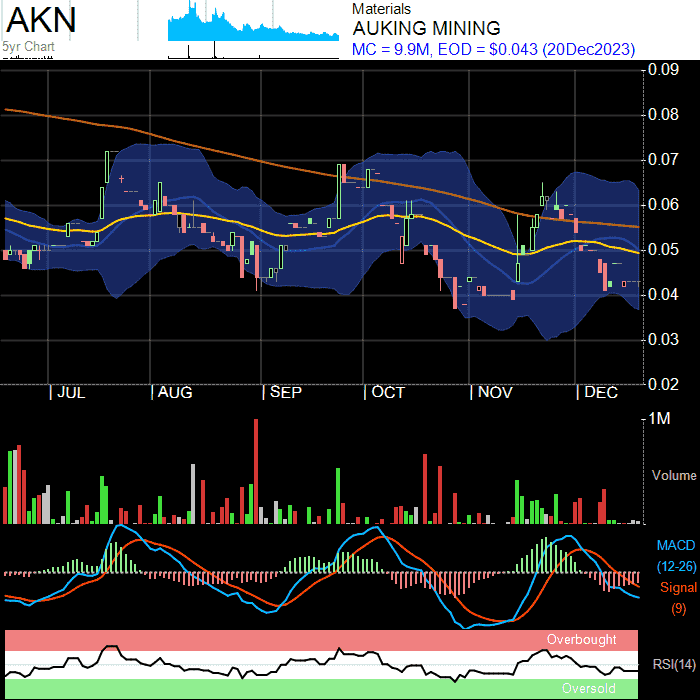 AKN
5yr Chart
Materials
AUKING MINING
MC = 9.9M, EOD = $0.043 (20Dec2023)
0.09
0.08
0.07
0.06
0.05
0.04
0.03
0.02
| JUL | AUG | SEP | OCT | NOV | DEC
1M
Volume
MACD
(12-26)
Signal
(9)
Overbought
RSI(14)
Oversold